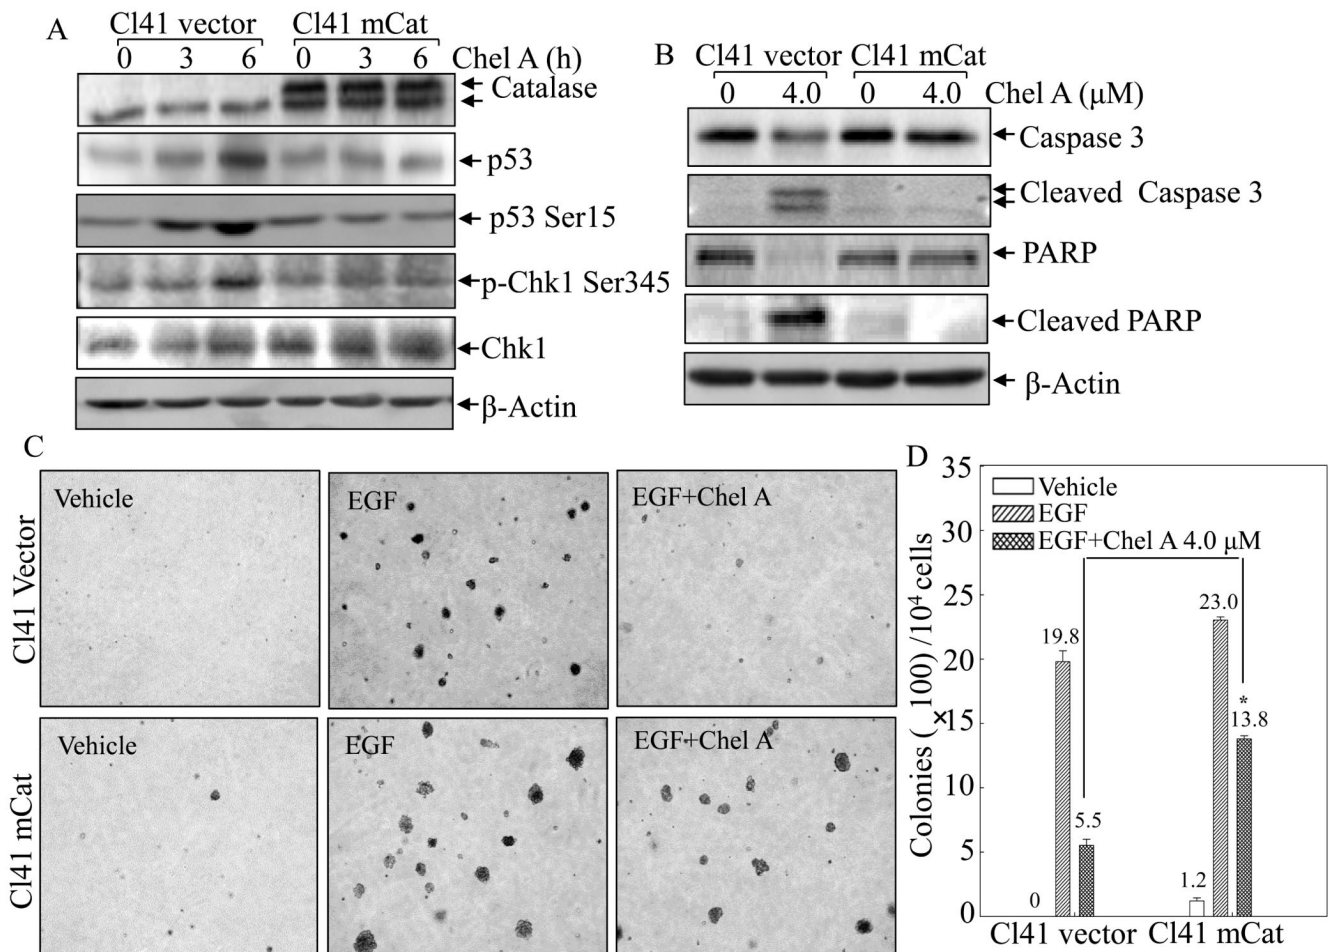 A
Cl41 vector Cl41 mCat
0 3 6 0 3 6 Chel A (h)
Catalase
p53
p53 Ser15
p-Chk1 Ser345
Chk1
β-Actin
B
Cl41 vector Cl41 mCat
0 4.0 0 4.0 Chel A (μM)
Caspase 3
Cleaved Caspase 3
PARP
Cleaved PARP
β-Actin
C
Cl41 Vector
Vehicle
EGF
EGF+Chel A
Cl41 mCat
Vehicle
EGF
EGF+Chel A
D
Colonies (×100) /10⁴ cells
35
30
25
20
15
10
5
0
Vehicle
EGF
EGF+Chel A 4.0 μM
0
19.8
5.5
1.2
23.0
*
13.8
Cl41 vector Cl41 mCat